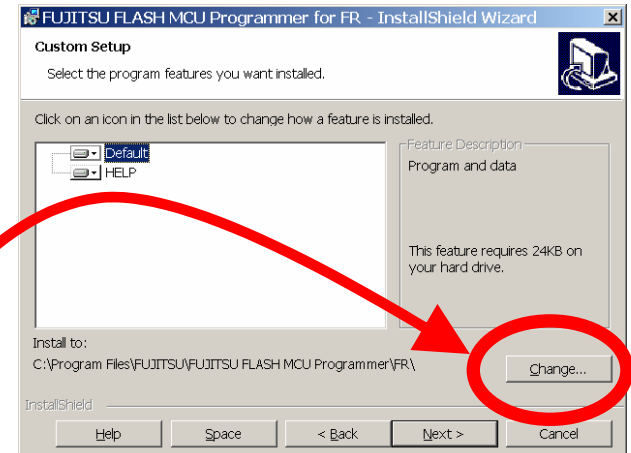 FUJITSU FLASH MCU Programmer for FR - InstallShield Wizard
Custom Setup
Select the program features you want installed.
Click on an icon in the list below to change how a feature is installed.
Default
HELP
Feature Description
Program and data
This feature requires 24KB on
your hard drive.
Install to:
C:\Program Files\FUJITSU\FUJITSU FLASH MCU Programmer\FR\
Change...
InstallShield
Help
Space
< Back
Next >
Cancel